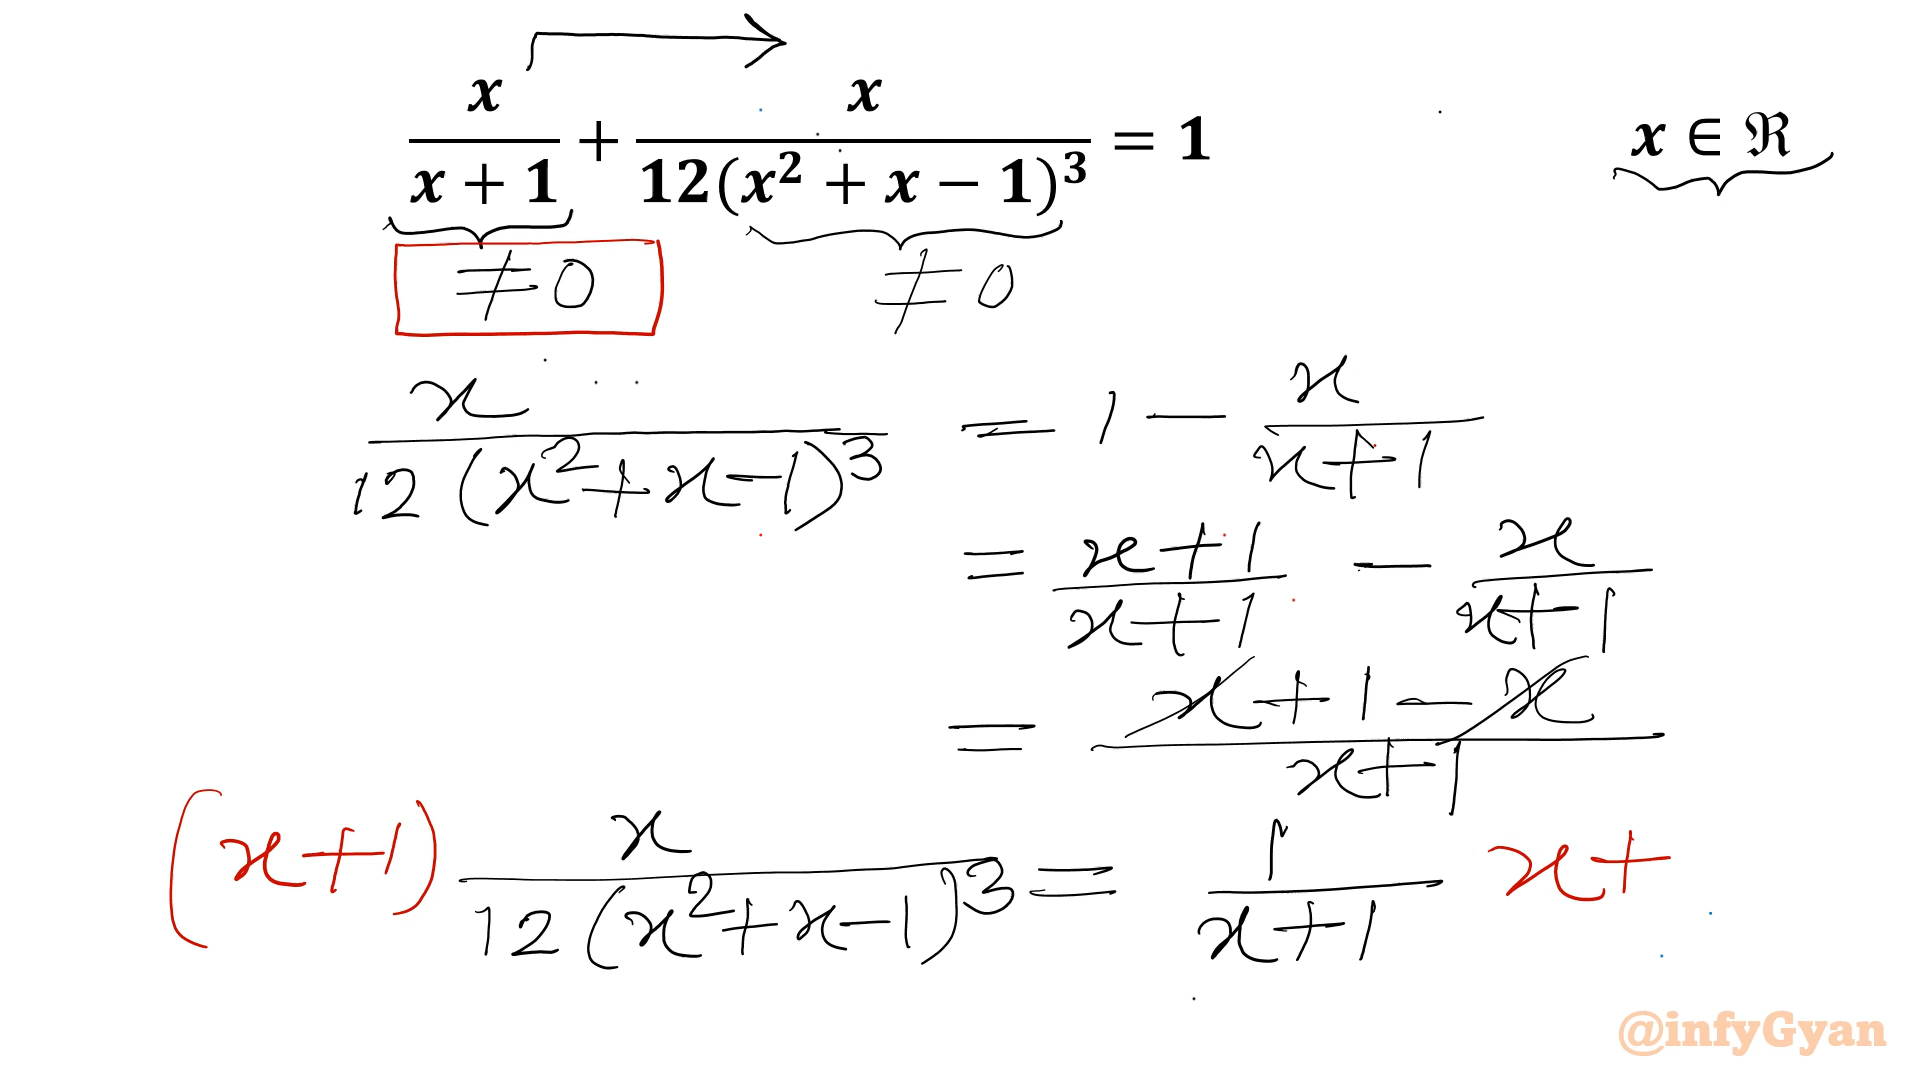 x/(x + 1) + x/(12(x² + x − 1)³) = 1    x ∈ ℜ
≠ 0    ≠ 0
x/(12(x² + x − 1)³) = 1 − x/(x + 1)
= (x + 1)/(x + 1) − x/(x + 1)
= (x + 1 − x)/(x + 1)
(x + 1) x/(12(x² + x − 1)³) = 1/(x + 1) x +
@infyGyan